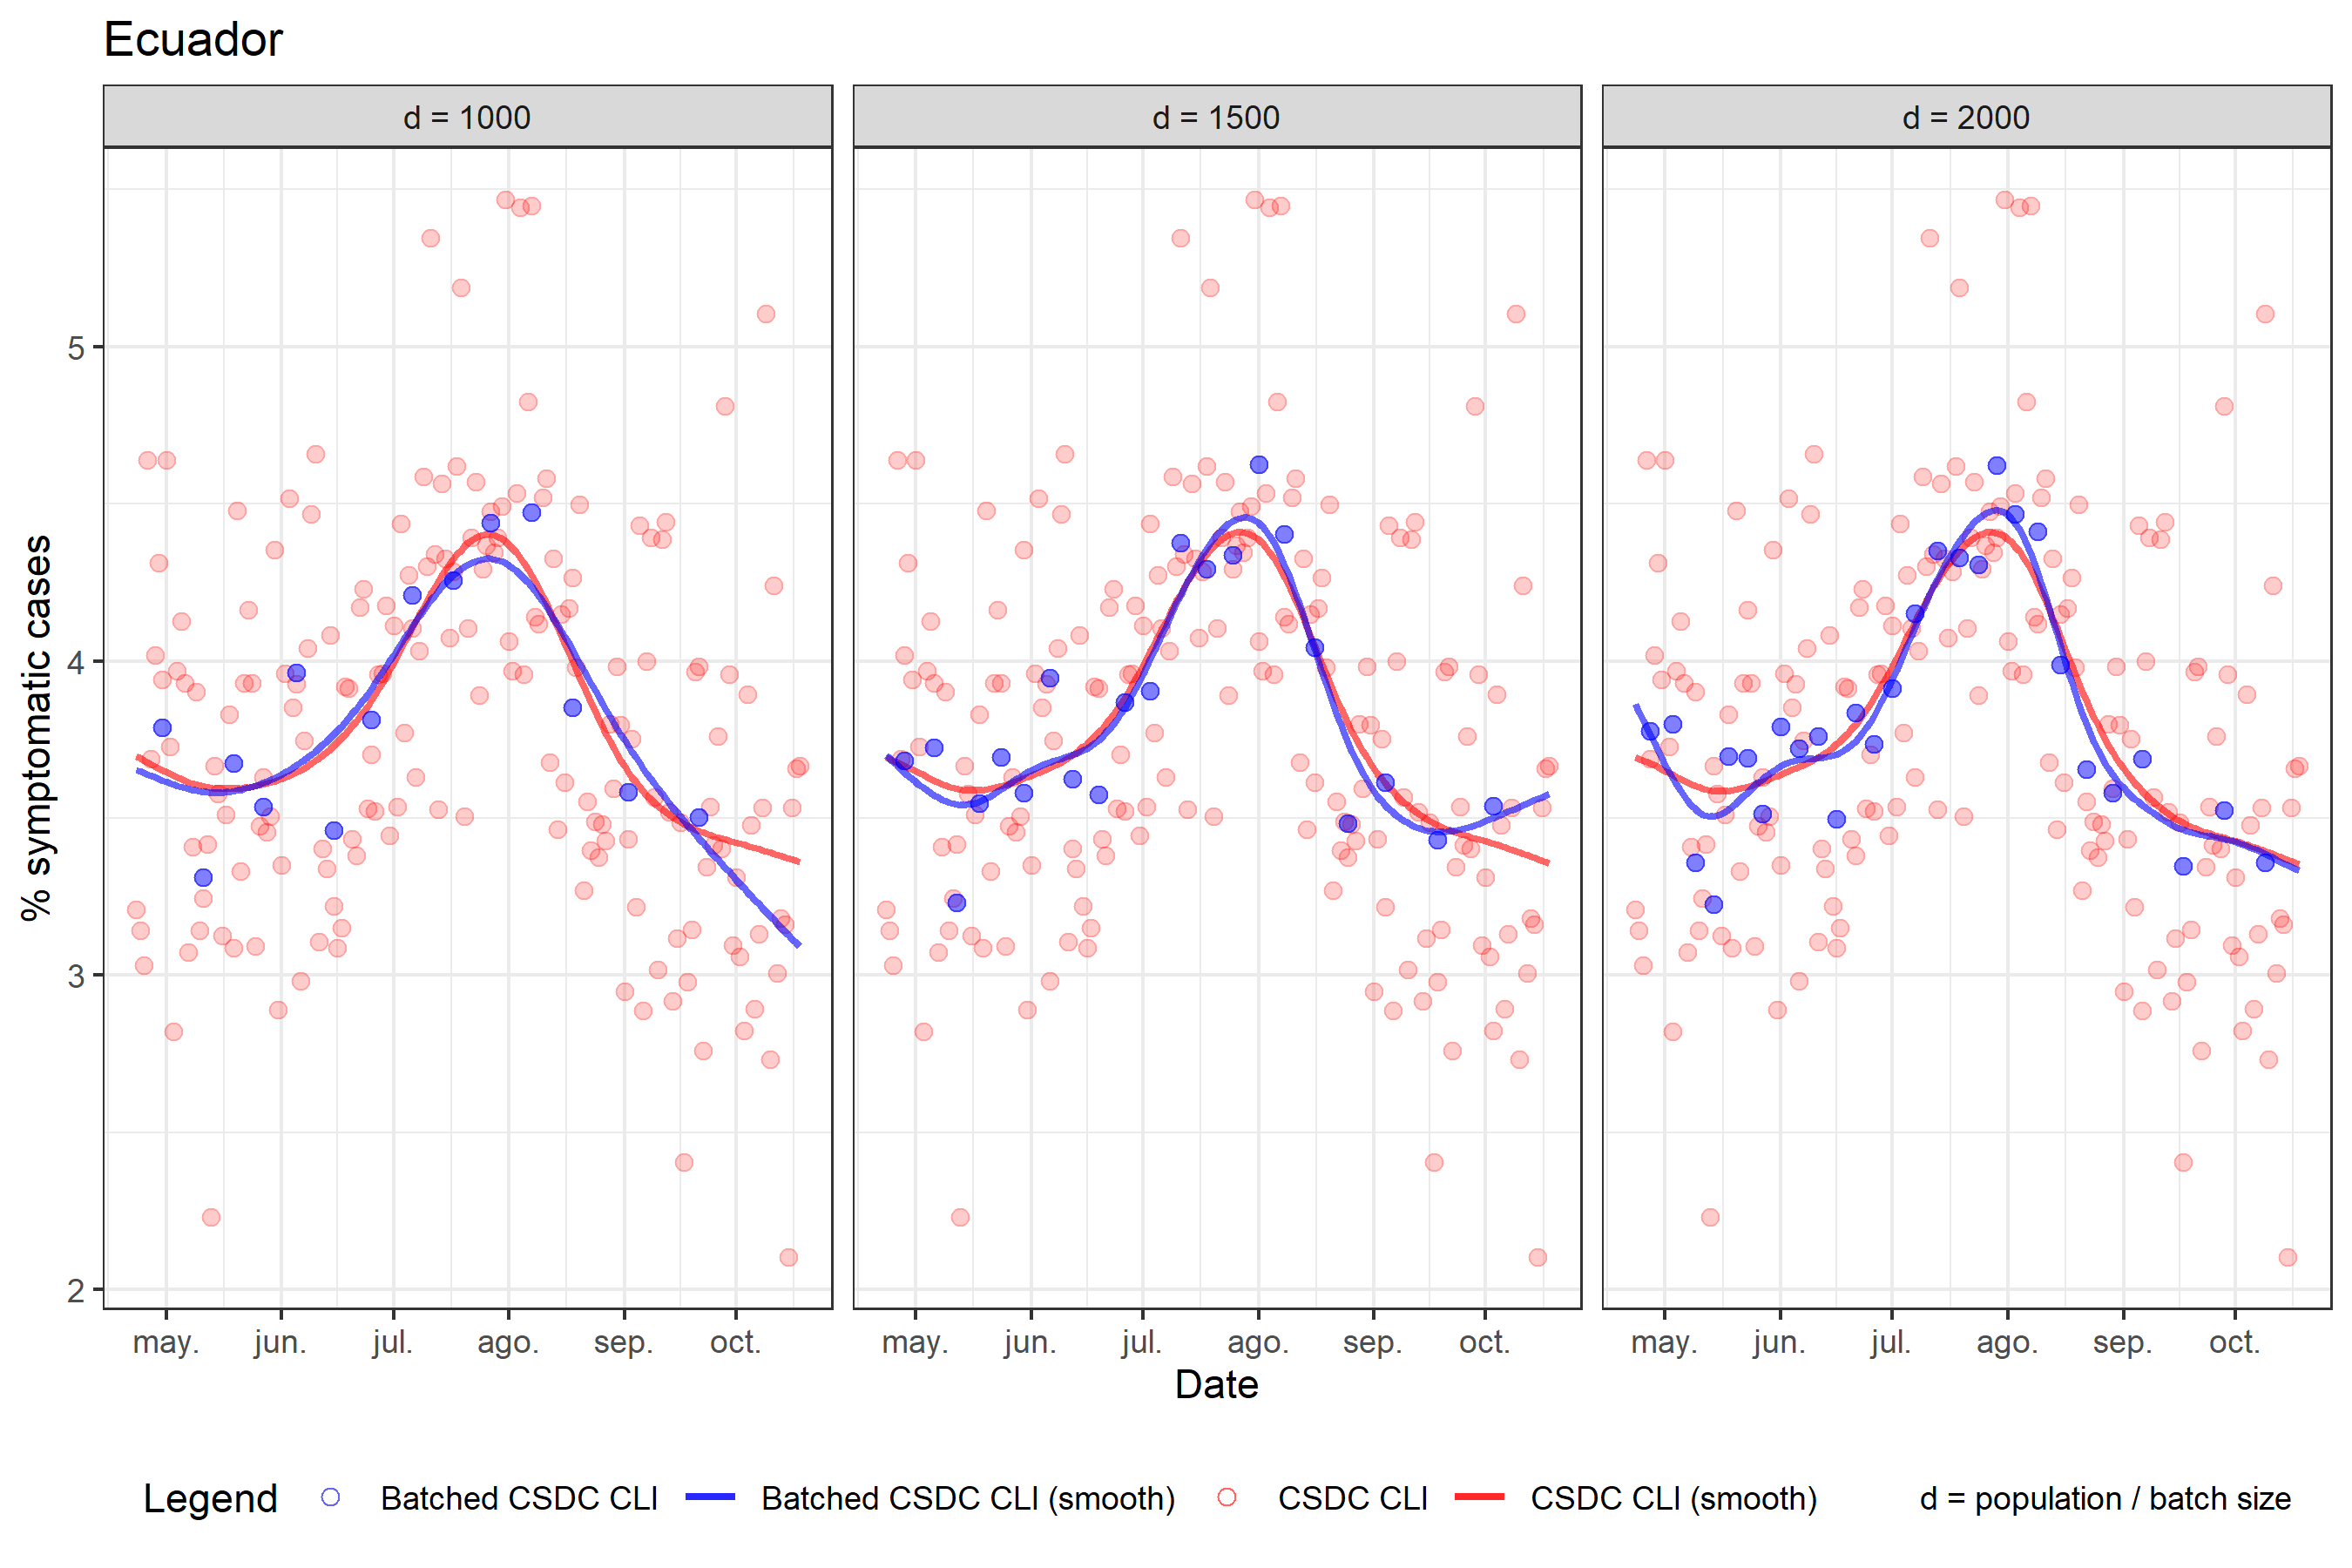 Ecuador
d = 1000
d = 1500
d = 2000
% symptomatic cases
5
4
3
2
may. jun. jul. ago. sep. oct.
may. jun. jul. ago. sep. oct.
may. jun. jul. ago. sep. oct.
Date
Legend Batched CSDC CLI Batched CSDC CLI (smooth) CSDC CLI CSDC CLI (smooth) d = population / batch size